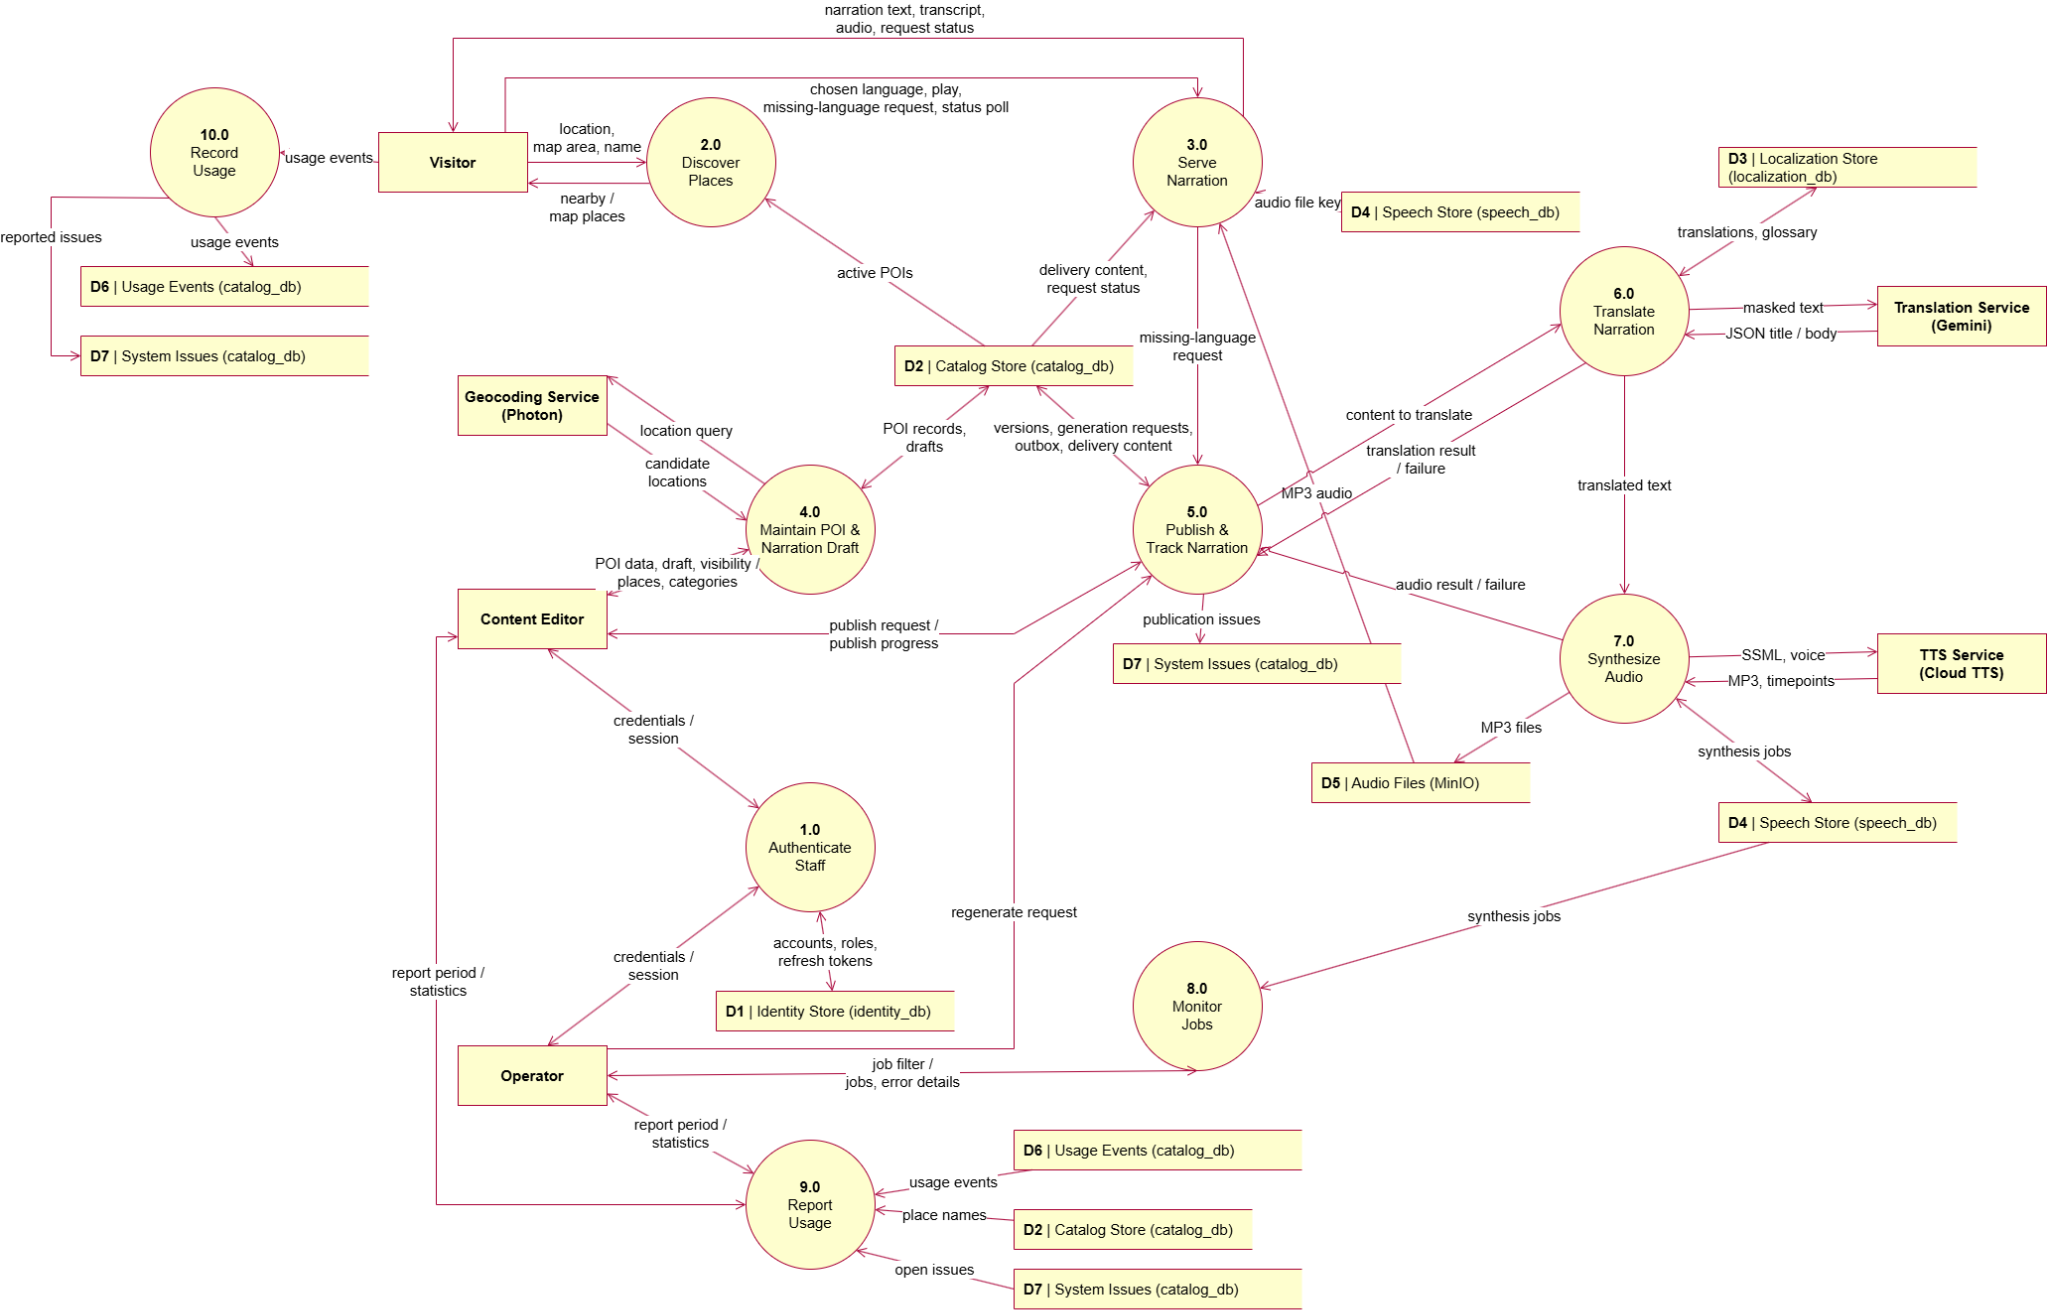 narration text, transcript,
audio, request status
chosen language, play,
missing-language request, status poll
10.0
Record
Usage
usage events
Visitor
location,
map area, name
nearby /
map places
2.0
Discover
Places
3.0
Serve
Narration
audio file key
D4 | Speech Store (speech_db)
D3 | Localization Store
(localization_db)
translations, glossary
reported issues
usage events
D6 | Usage Events (catalog_db)
D7 | System Issues (catalog_db)
active POIs
delivery content,
request status
missing-language
request
6.0
Translate
Narration
masked text
JSON title / body
Translation Service
(Gemini)
D2 | Catalog Store (catalog_db)
Geocoding Service
(Photon)
location query
candidate
locations
POI records,
drafts
versions, generation requests,
outbox, delivery content
content to translate
translation result
/ failure
translated text
MP3 audio
4.0
Maintain POI &
Narration Draft
5.0
Publish &
Track Narration
POI data, draft, visibility /
places, categories
Content Editor
publish request /
publish progress
publication issues
D7 | System Issues (catalog_db)
audio result / failure
7.0
Synthesize
Audio
SSML, voice
MP3, timepoints
TTS Service
(Cloud TTS)
credentials /
session
MP3 files
D5 | Audio Files (MinIO)
synthesis jobs
D4 | Speech Store (speech_db)
1.0
Authenticate
Staff
regenerate request
synthesis jobs
credentials /
session
accounts, roles,
refresh tokens
D1 | Identity Store (identity_db)
report period /
statistics
8.0
Monitor
Jobs
Operator
job filter /
jobs, error details
report period /
statistics
9.0
Report
Usage
D6 | Usage Events (catalog_db)
usage events
place names
D2 | Catalog Store (catalog_db)
open issues
D7 | System Issues (catalog_db)